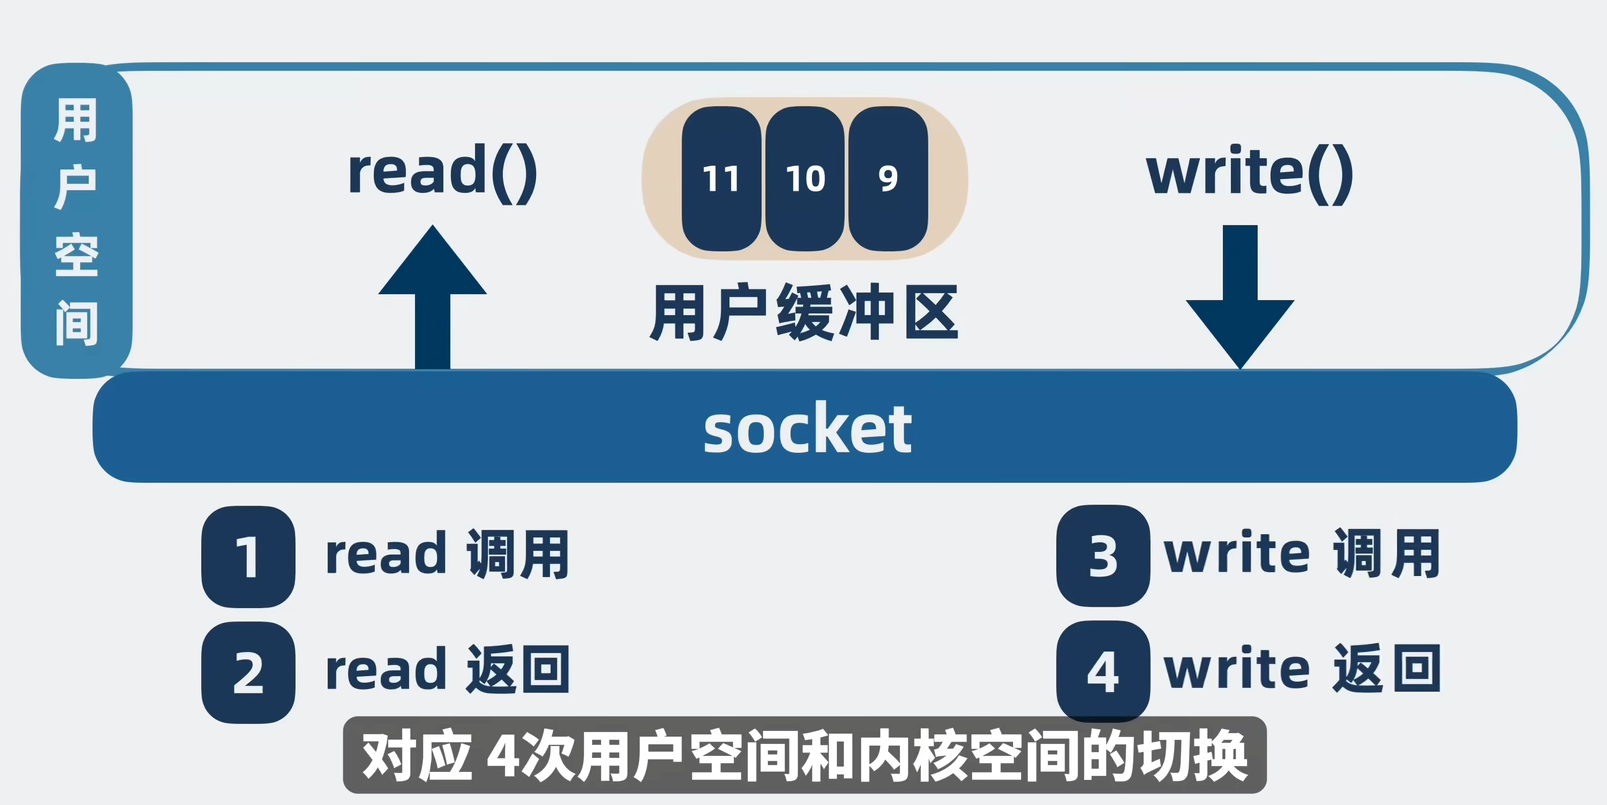 用户空间
read()
11 10 9
write()
用户缓冲区
socket
1 read 调用
3 write 调用
2 read 返回
4 write 返回
对应 4次用户空间和内核空间的切换